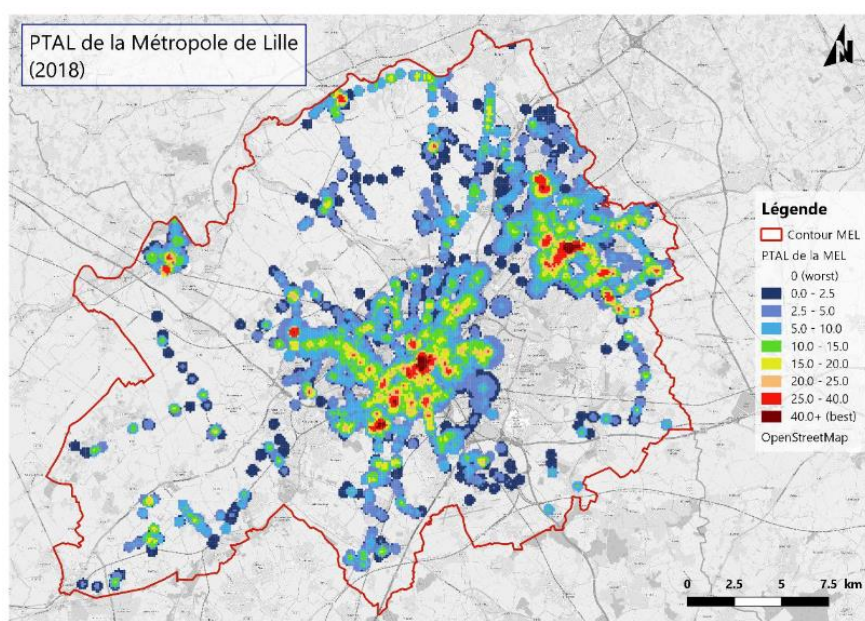 PTAL de la Métropole de Lille
(2018)
N
Légende
Contour MEL
PTAL de la MEL
0 (worst)
0.0 - 2.5
2.5 - 5.0
5.0 - 10.0
10.0 - 15.0
15.0 - 20.0
20.0 - 25.0
25.0 - 40.0
40.0+ (best)
OpenStreetMap
0 2.5 5 7.5 km